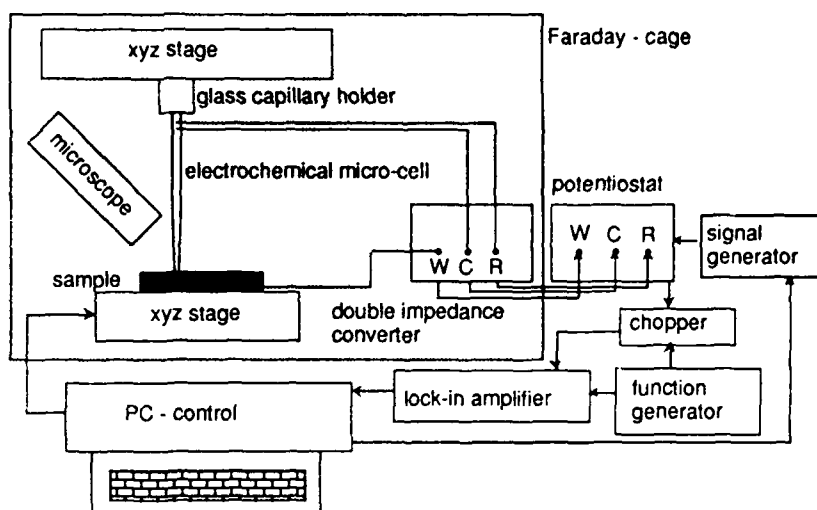 xyz stage
Faraday - cage
glass capillary holder
microscope
electrochemical micro-cell
potentiostat
W C R
W C R
signal
generator
sample
xyz stage
double impedance
converter
chopper
PC - control
lock-in amplifier
function
generator